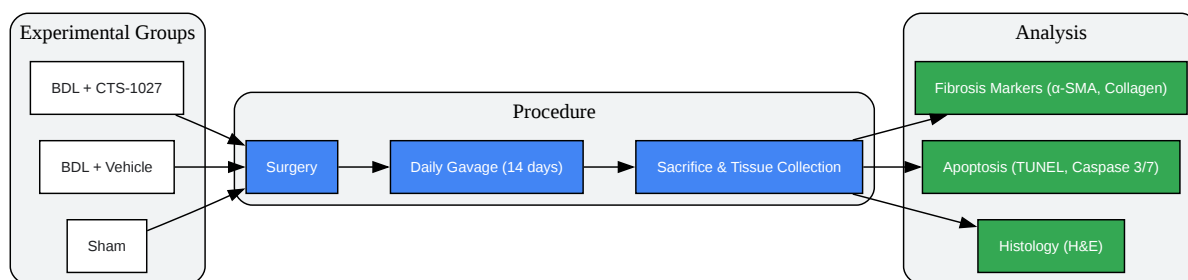 Experimental Groups
BDL + CTS-1027
BDL + Vehicle
Sham
Procedure
Surgery
Daily Gavage (14 days)
Sacrifice & Tissue Collection
Analysis
Fibrosis Markers (α-SMA, Collagen)
Apoptosis (TUNEL, Caspase 3/7)
Histology (H&E)